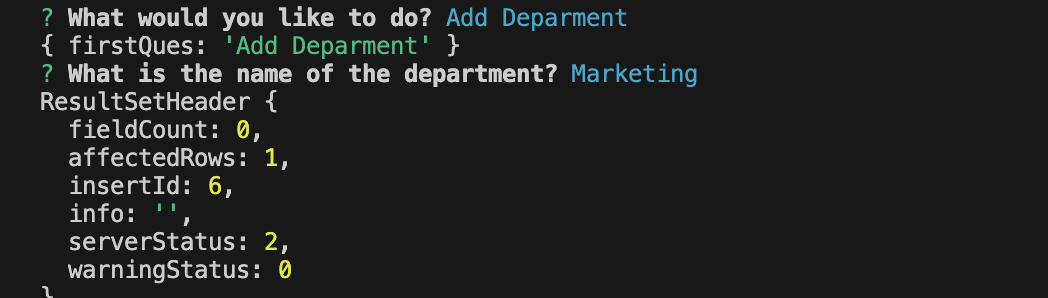 ? What would you like to do? Add Deparment
{ firstQues: 'Add Deparment' }
? What is the name of the department? Marketing
ResultSetHeader {
  fieldCount: 0,
  affectedRows: 1,
  insertId: 6,
  info: '',
  serverStatus: 2,
  warningStatus: 0
}